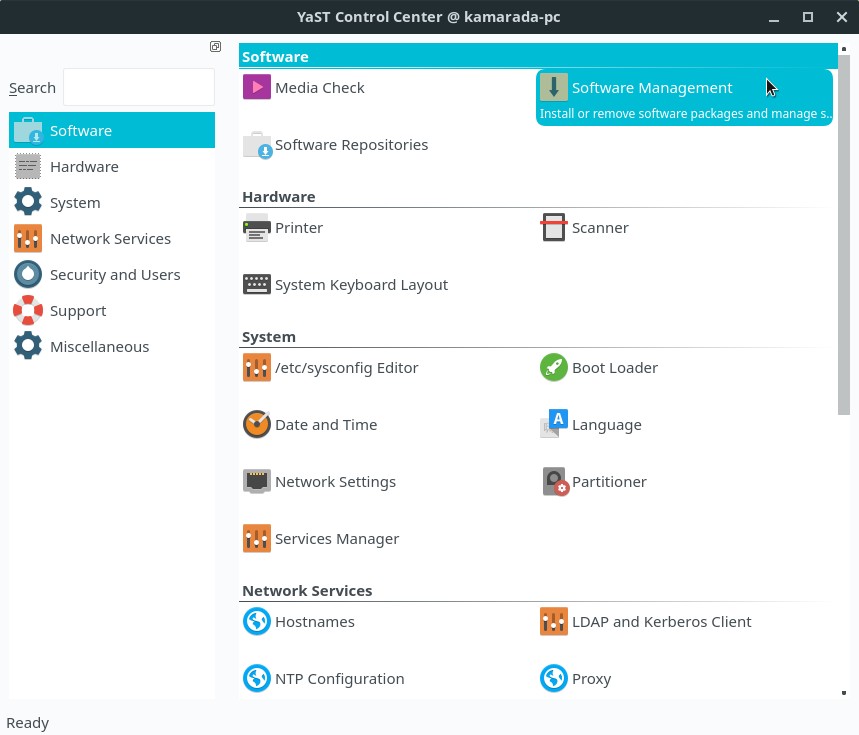 YaST Control Center @ kamarada-pc
Search
Software
Hardware
System
Network Services
Security and Users
Support
Miscellaneous
Software
Media Check
Software Management
Install or remove software packages and manage s..
Software Repositories
Hardware
Printer
Scanner
System Keyboard Layout
System
/etc/sysconfig Editor
Boot Loader
Date and Time
A
Language
Network Settings
Partitioner
Services Manager
Network Services
Hostnames
LDAP and Kerberos Client
NTP Configuration
Proxy
Ready